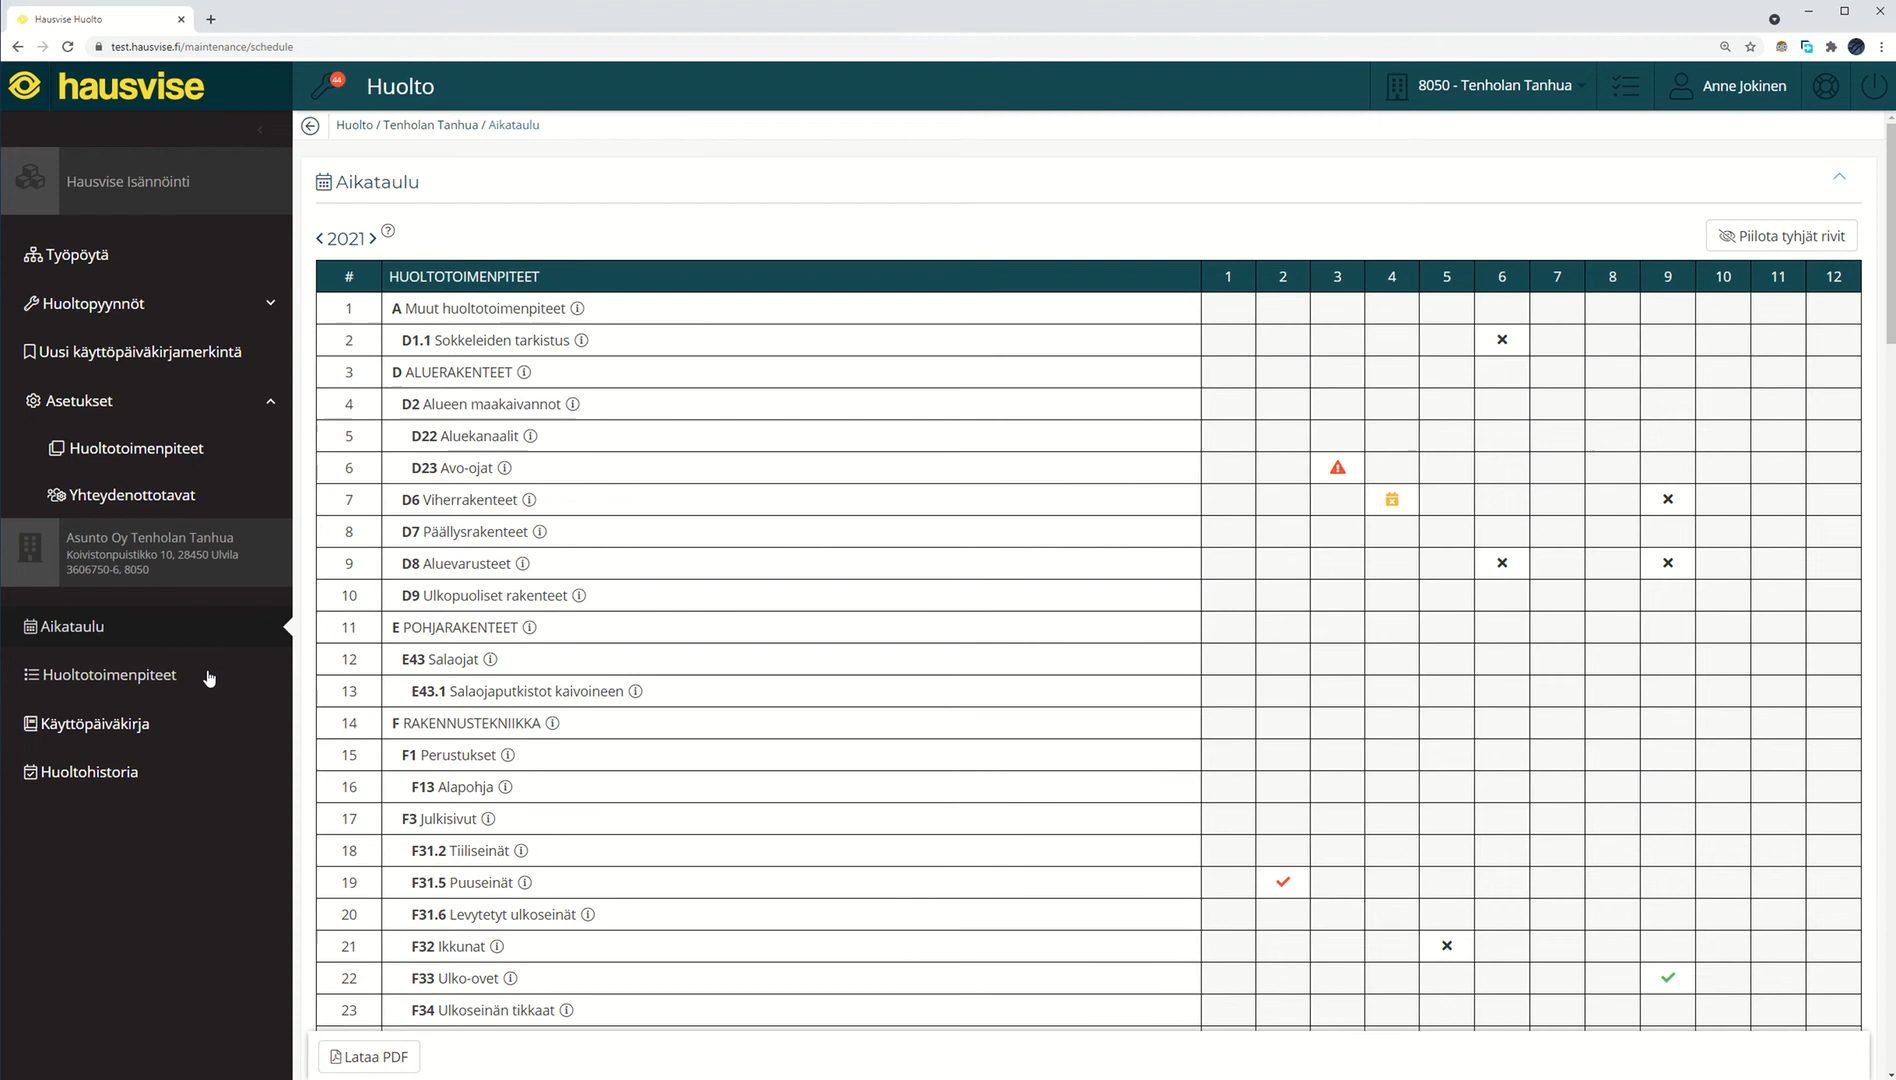 Hausvise Huolto
test.hausvise.fi/maintenance/schedule
hausvise
44
Huolto
8050 - Tenholan Tanhua
Anne Jokinen
Huolto / Tenholan Tanhua / Aikataulu
Hausvise Isännöinti
Työpöytä
Huoltopyynnöt
Uusi käyttöpäiväkirjamerkintä
Asetukset
Huoltotoimenpiteet
Yhteydenottotavat
Asunto Oy Tenholan Tanhua
Koivistonpuistikko 10, 28450 Ulvila
3606750-6, 8050
Aikataulu
Huoltotoimenpiteet
Käyttöpäiväkirja
Huoltohistoria
Aikataulu
2021
Piilota tyhjät rivit
# HUOLTOTOIMENPITEET 1 2 3 4 5 6 7 8 9 10 11 12
1 A Muut huoltotoimenpiteet
2 D1.1 Sokkeleiden tarkistus
3 D ALUERAKENTEET
4 D2 Alueen maakaivannot
5 D22 Aluekanaalit
6 D23 Avo-ojat
7 D6 Viherrakenteet
8 D7 Päällysrakenteet
9 D8 Aluevarusteet
10 D9 Ulkopuoliset rakenteet
11 E POHJARAKENTEET
12 E43 Salaojat
13 E43.1 Salaojaputkistot kaivoineen
14 F RAKENNUSTEKNIIKKA
15 F1 Perustukset
16 F13 Alapohja
17 F3 Julkisivut
18 F31.2 Tiiliseinät
19 F31.5 Puuseinät
20 F31.6 Levytetyt ulkoseinät
21 F32 Ikkunat
22 F33 Ulko-ovet
23 F34 Ulkoseinän tikkaat
Lataa PDF